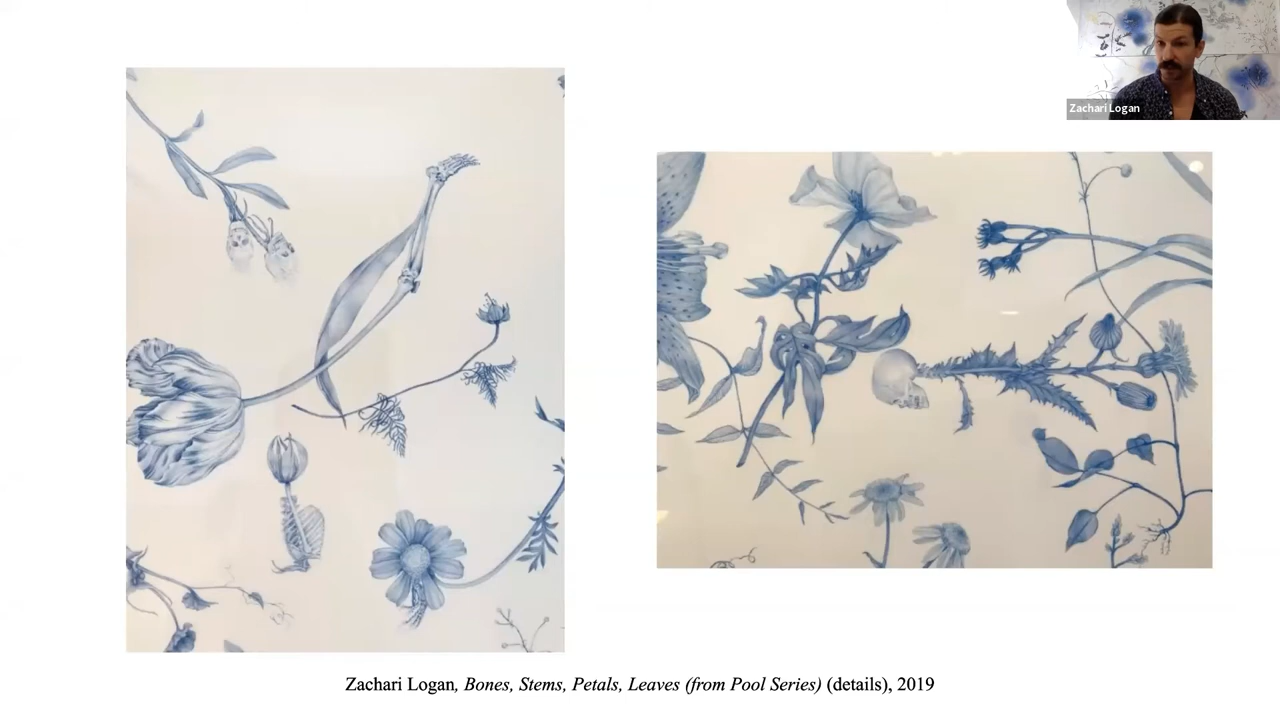 Zachari Logan
Zachari Logan, Bones, Stems, Petals, Leaves (from Pool Series) (details), 2019